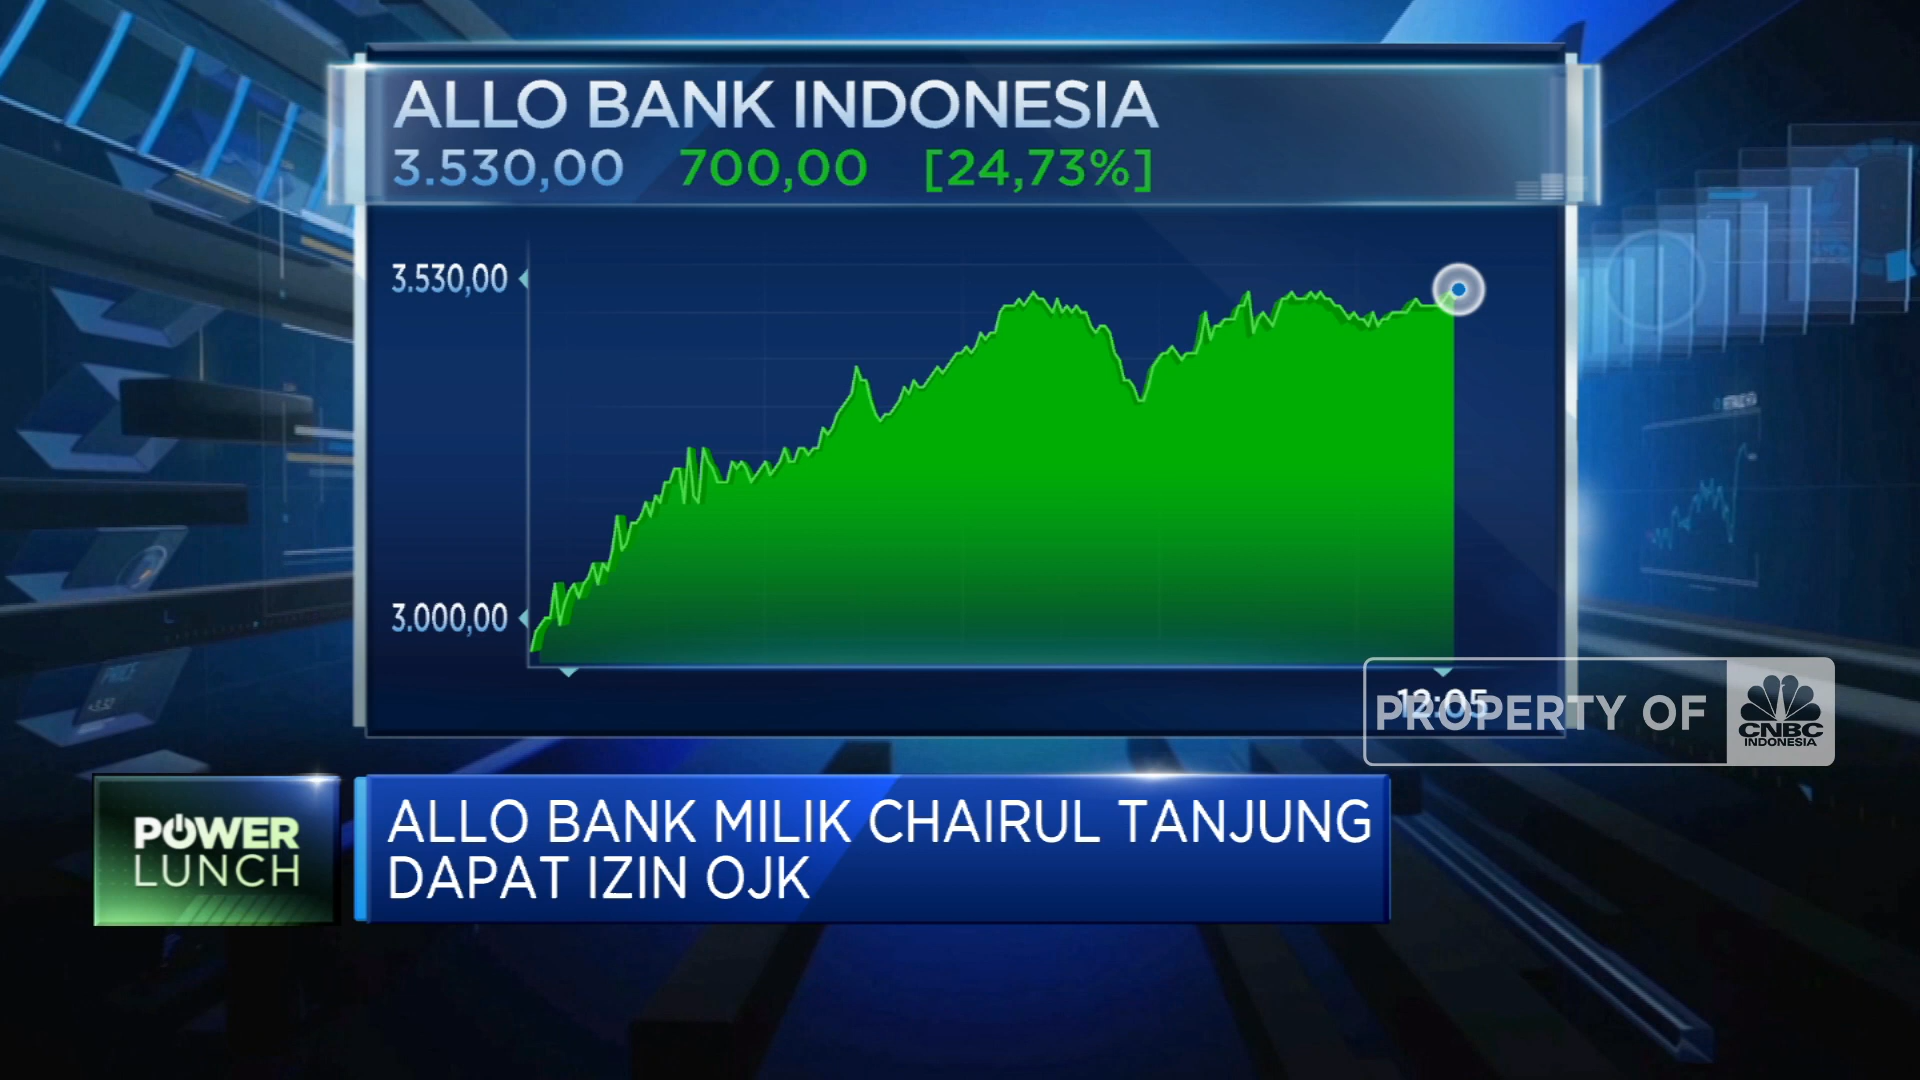 ALLO BANK INDONESIA
3.530,00 700,00 [24,73%]
3.530,00
3.000,00
12:05
PROPERTY OF CNBC INDONESIA
POWER LUNCH
ALLO BANK MILIK CHAIRUL TANJUNG
DAPAT IZIN OJK